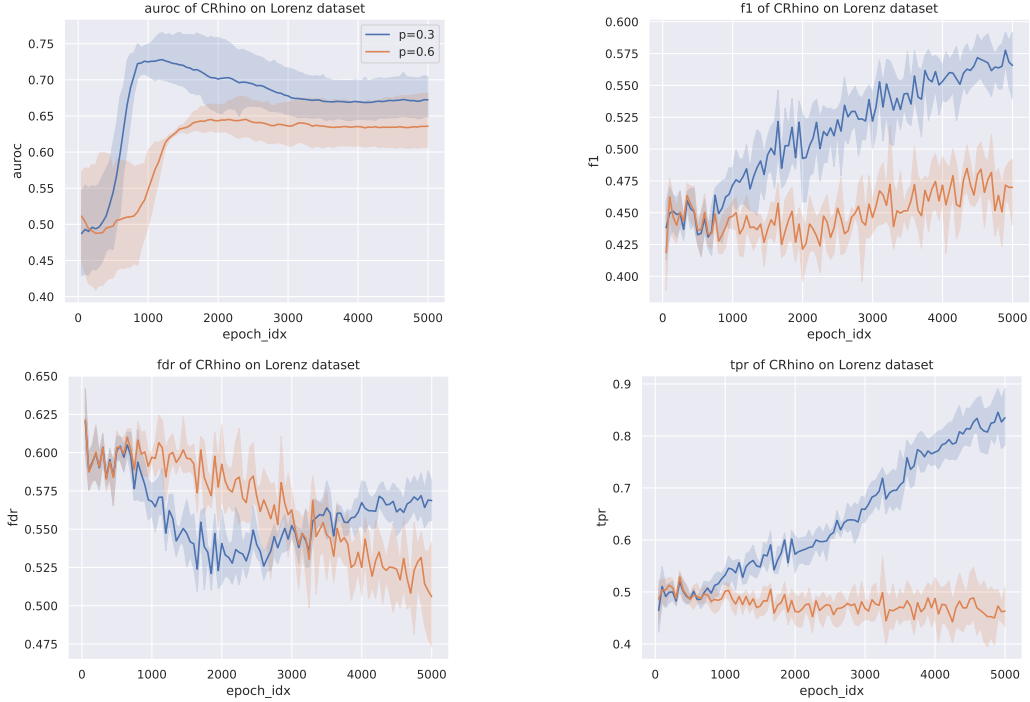 auroc of CRhino on Lorenz dataset
p=0.3
p=0.6
0.75
0.70
0.65
0.60
0.55
0.50
0.45
0.40
auroc
0 1000 2000 3000 4000 5000
epoch_idx
f1 of CRhino on Lorenz dataset
0.600
0.575
0.550
0.525
0.500
0.475
0.450
0.425
0.400
f1
0 1000 2000 3000 4000 5000
epoch_idx
fdr of CRhino on Lorenz dataset
0.650
0.625
0.600
0.575
0.550
0.525
0.500
0.475
fdr
0 1000 2000 3000 4000 5000
epoch_idx
tpr of CRhino on Lorenz dataset
0.9
0.8
0.7
0.6
0.5
0.4
tpr
0 1000 2000 3000 4000 5000
epoch_idx